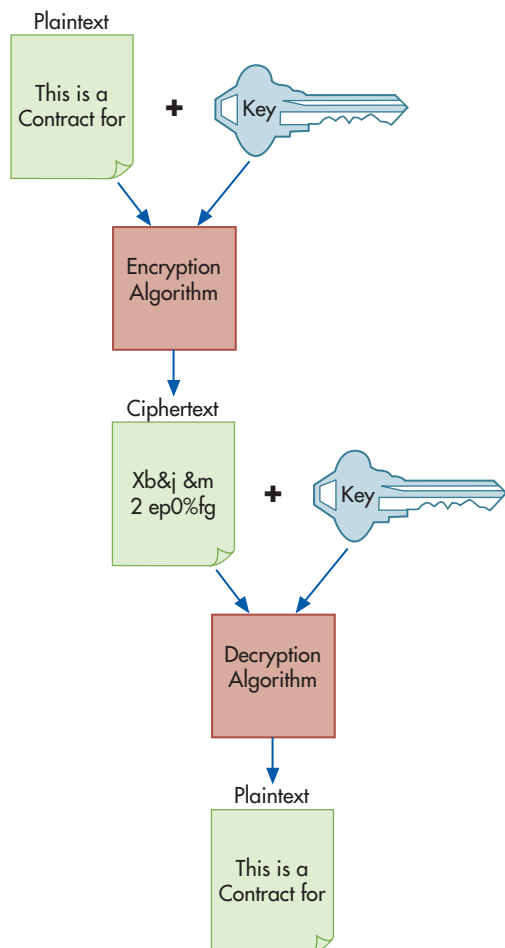 Plaintext
This is a
Contract for
+
Key
Encryption
Algorithm
Ciphertext
Xb&j &m
2 ep0%fg
+
Key
Decryption
Algorithm
Plaintext
This is a
Contract for